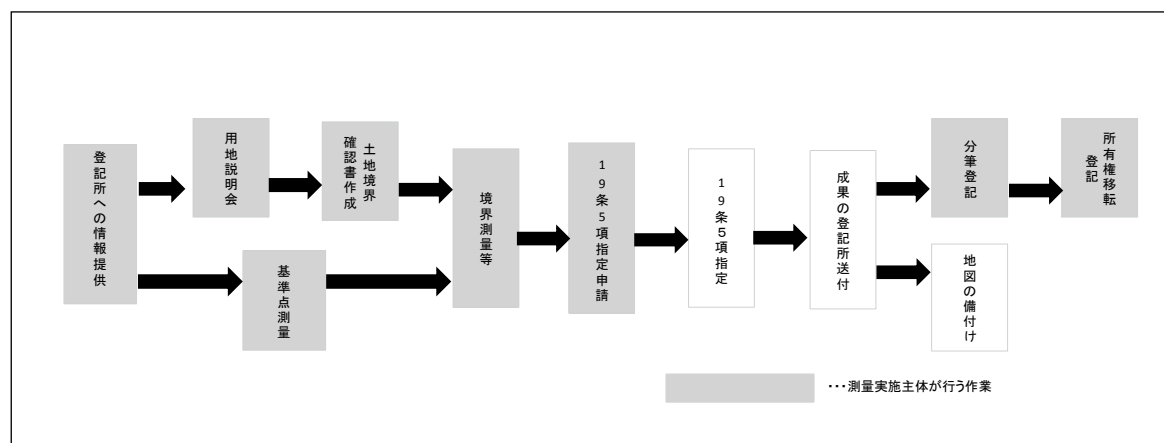 登記所への情報提供
用地説明会
土地境界
確認書作成
基準点測量
境界測量等
19条5項指定申請
19条5項指定
成果の登記所送付
分筆登記
所有権移転
登記
地図の備付け
・・・測量実施主体が行う作業